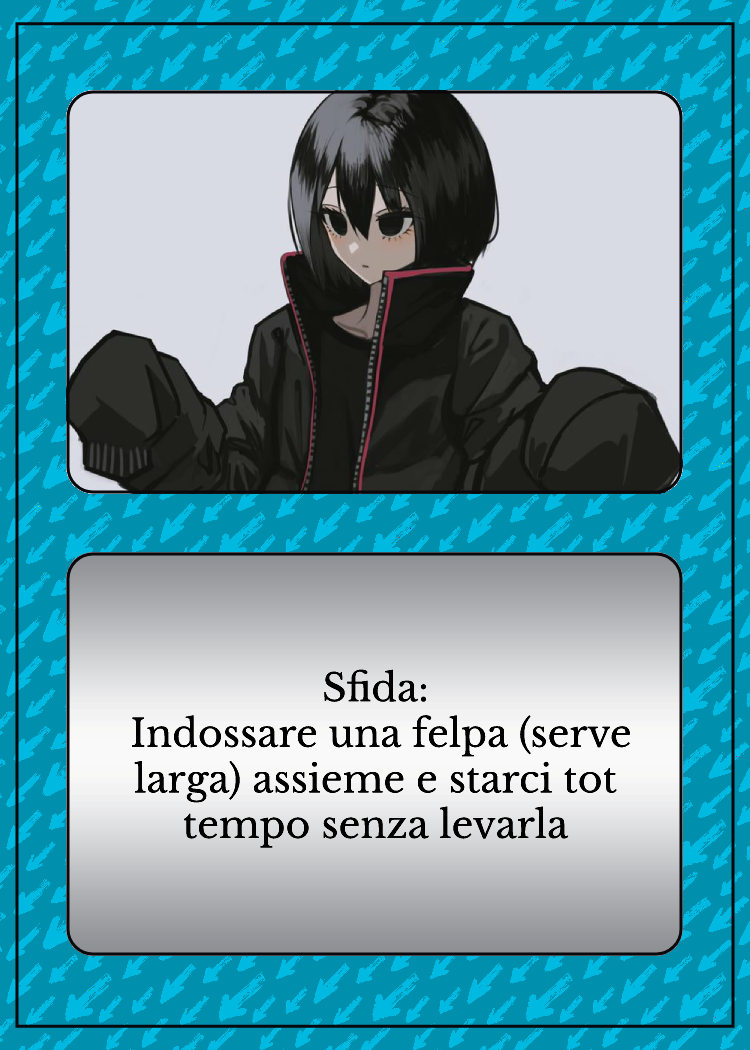 Sfida:
Indossare una felpa (serve
larga) assieme e starci tot
tempo senza levarla